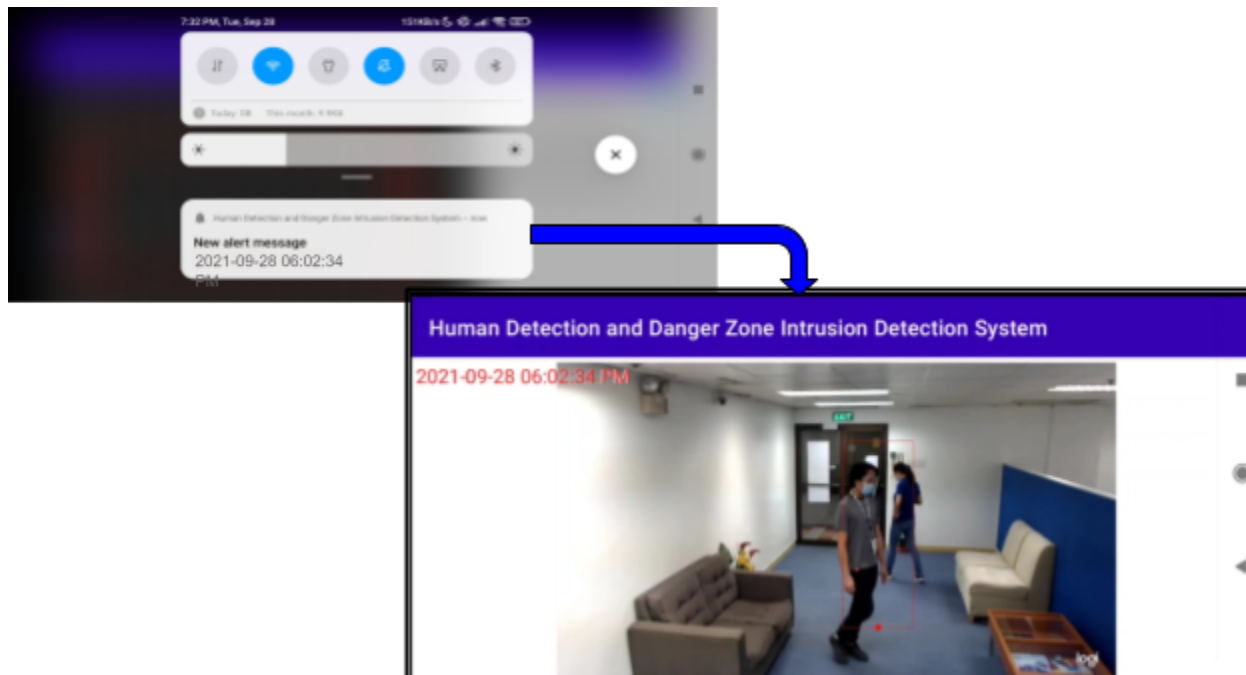 7:32 PM, Tue, Sep 28
Human Detection and Danger Zone Intrusion Detection System • now
New alert message
2021-09-28 06:02:34
PM
Human Detection and Danger Zone Intrusion Detection System
2021-09-28 06:02:34 PM
EXIT
logi